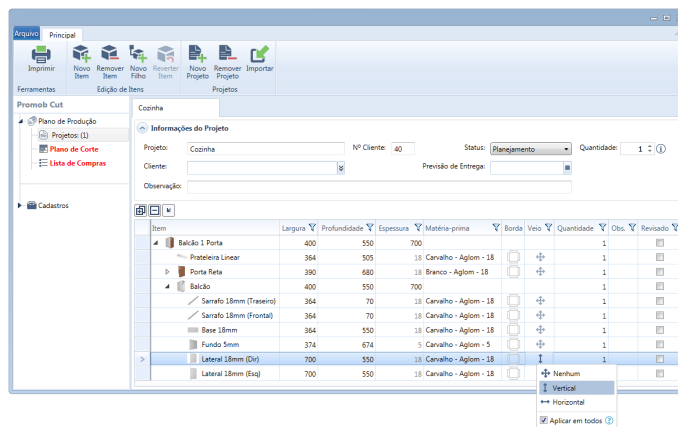 Arquivo Principal
Imprimir
Novo Item
Remover Item
Novo Filho
Reverter Item
Novo Projeto
Remover Projeto
Importar
Ferramentas Edição de Itens Projetos
Promob Cut
Plano de Produção
Projetos: (1)
Plano de Corte
Lista de Compras
Cadastros
Cozinha
Informações do Projeto
Projeto: Cozinha Nº Cliente: 40 Status: Planejamento Quantidade: 1
Cliente: Previsão de Entrega:
Observação:
Item Largura Profundidade Espessura Matéria-prima Borda Veio Quantidade Obs. Revisado
Balcão 1 Porta 400 550 700 1
Prateleira Linear 364 505 18 Carvalho - Aglom - 18 1
Porta Reta 390 680 18 Branco - Aglom - 18 1
Balcão 400 550 700 1
Sarrafo 18mm (Traseiro) 364 70 18 Carvalho - Aglom - 18 1
Sarrafo 18mm (Frontal) 364 70 18 Carvalho - Aglom - 18 1
Base 18mm 364 550 18 Carvalho - Aglom - 18 1
Fundo 5mm 374 674 5 Carvalho - Aglom - 5 1
Lateral 18mm (Dir) 700 550 18 Carvalho - Aglom - 18 1
Lateral 18mm (Esq) 700 550 18 Carvalho - Aglom - 18
Nenhum
Vertical
Horizontal
Aplicar em todos